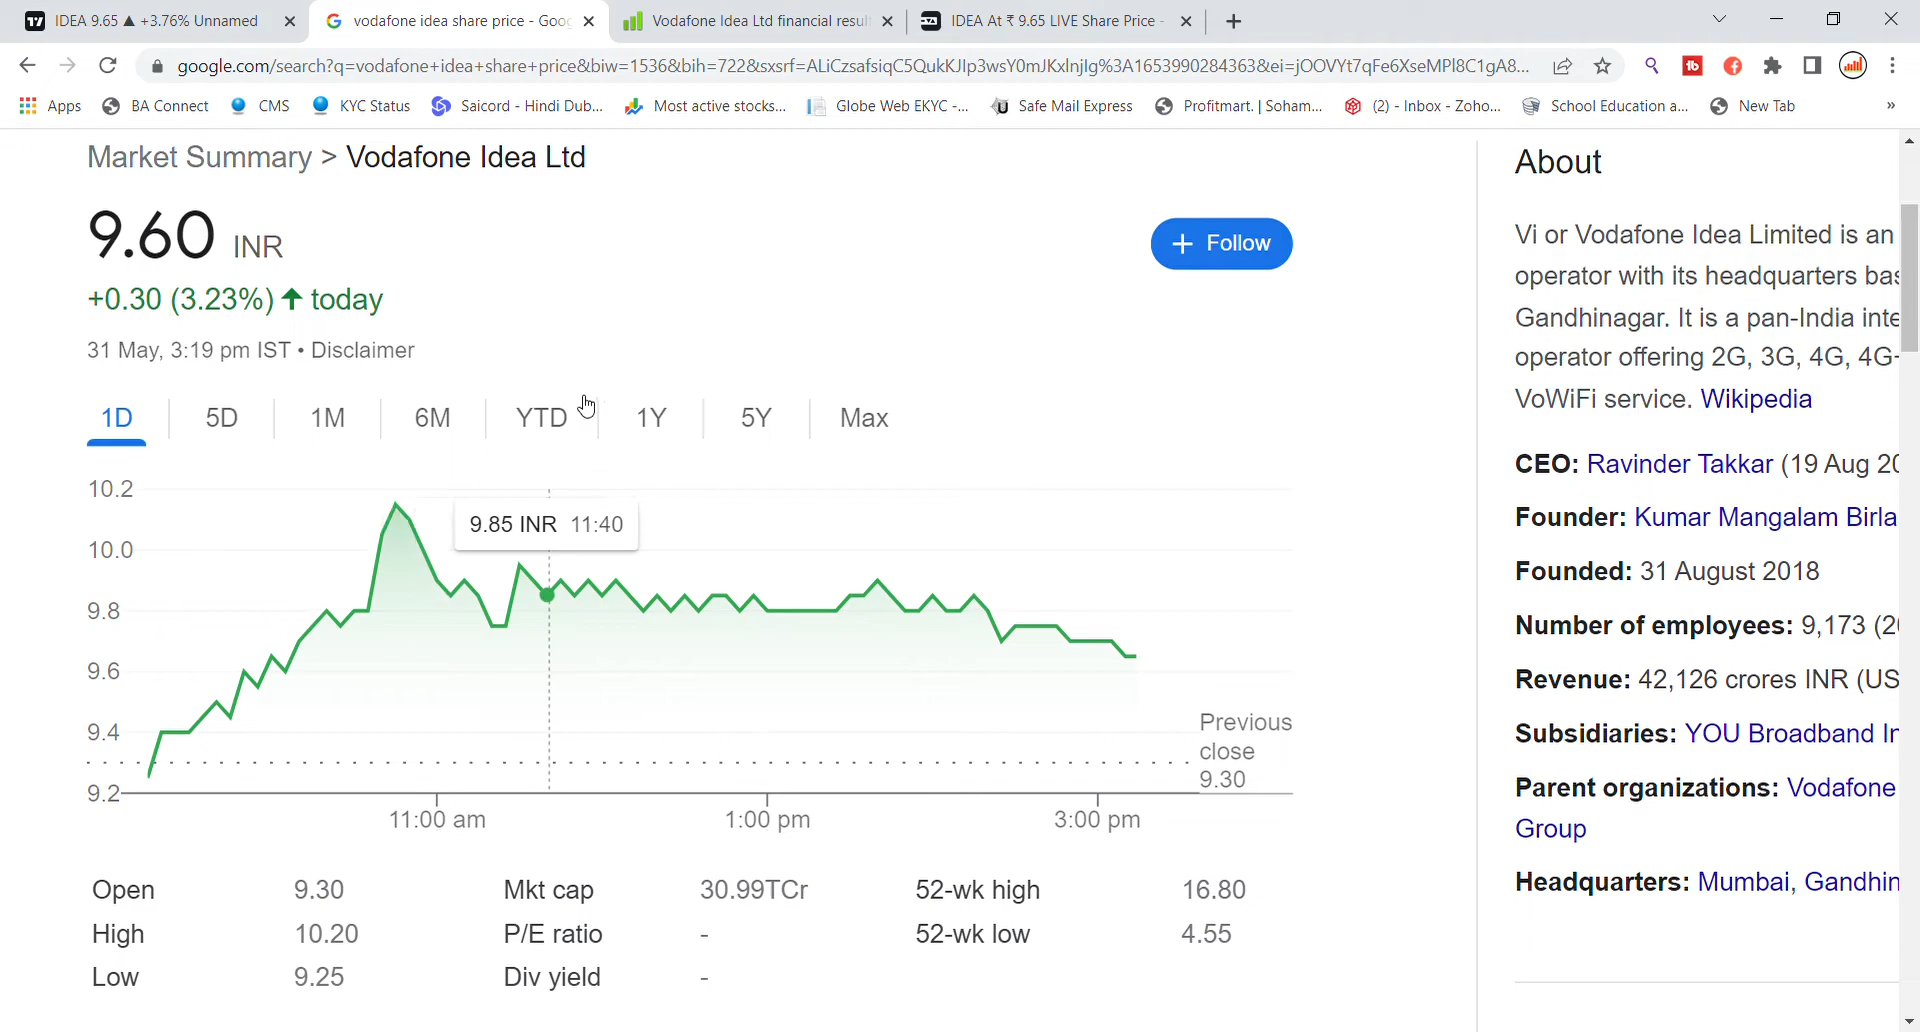 IDEA 9.65 ▲ +3.76% Unnamed
vodafone idea share price - Goo
Vodafone Idea Ltd financial resul
IDEA At ₹ 9.65 LIVE Share Price -
google.com/search?q=vodafone+idea+share+price&biw=1536&bih=722&sxsrf=ALiCzsafsiqC5QukKJIp3wsY0mJKxlnjIg%3A1653990284363&ei=jOOVYt7qFe6XseMPl8C1gA8...
Apps
BA Connect
CMS
KYC Status
Saicord - Hindi Dub...
Most active stocks...
Globe Web EKYC -...
Safe Mail Express
Profitmart. | Soham...
(2) - Inbox - Zoho...
School Education a...
New Tab
»
Market Summary > Vodafone Idea Ltd
9.60 INR
+ Follow
+0.30 (3.23%) ↑ today
31 May, 3:19 pm IST • Disclaimer
1D 5D 1M 6M YTD 1Y 5Y Max
10.2
10.0
9.8
9.6
9.4
9.2
9.85 INR 11:40
Previous
close
9.30
11:00 am 1:00 pm 3:00 pm
Open 9.30 Mkt cap 30.99TCr 52-wk high 16.80
High 10.20 P/E ratio - 52-wk low 4.55
Low 9.25 Div yield -
About
Vi or Vodafone Idea Limited is an
operator with its headquarters bas
Gandhinagar. It is a pan-India inte
operator offering 2G, 3G, 4G, 4G+
VoWiFi service. Wikipedia
CEO: Ravinder Takkar (19 Aug 20
Founder: Kumar Mangalam Birla
Founded: 31 August 2018
Number of employees: 9,173 (20
Revenue: 42,126 crores INR (US
Subsidiaries: YOU Broadband In
Parent organizations: Vodafone
Group
Headquarters: Mumbai, Gandhin